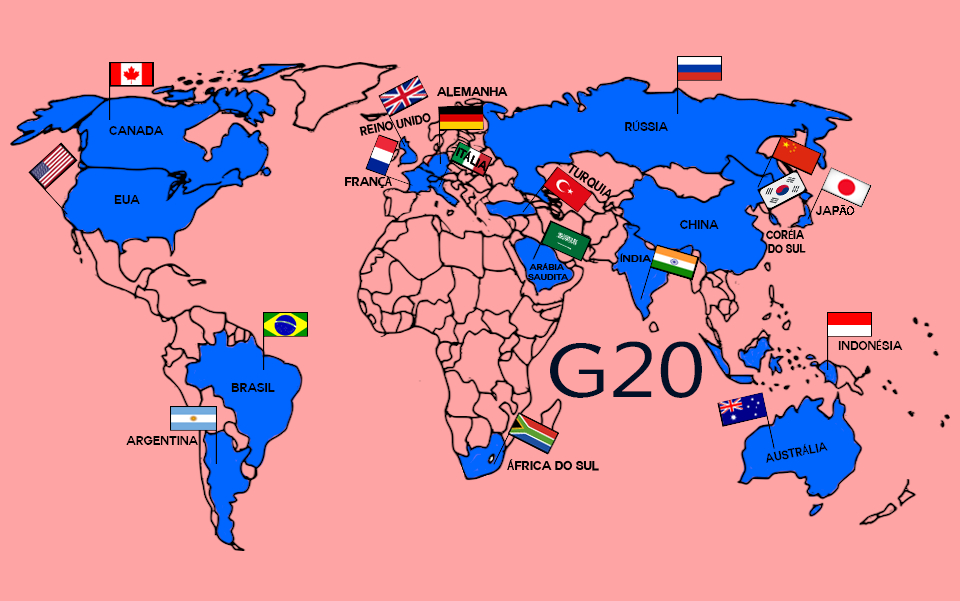 ALEMANHA
REINO UNIDO
CANADA
RÚSSIA
ITÁLIA
FRANÇA
TURQUIA
EUA
JAPÃO
CHINA
CORÉIA
DO SUL
ÍNDIA
ARÁBIA
SAUDITA
INDONÉSIA
G20
BRASIL
ARGENTINA
AUSTRÁLIA
ÁFRICA DO SUL